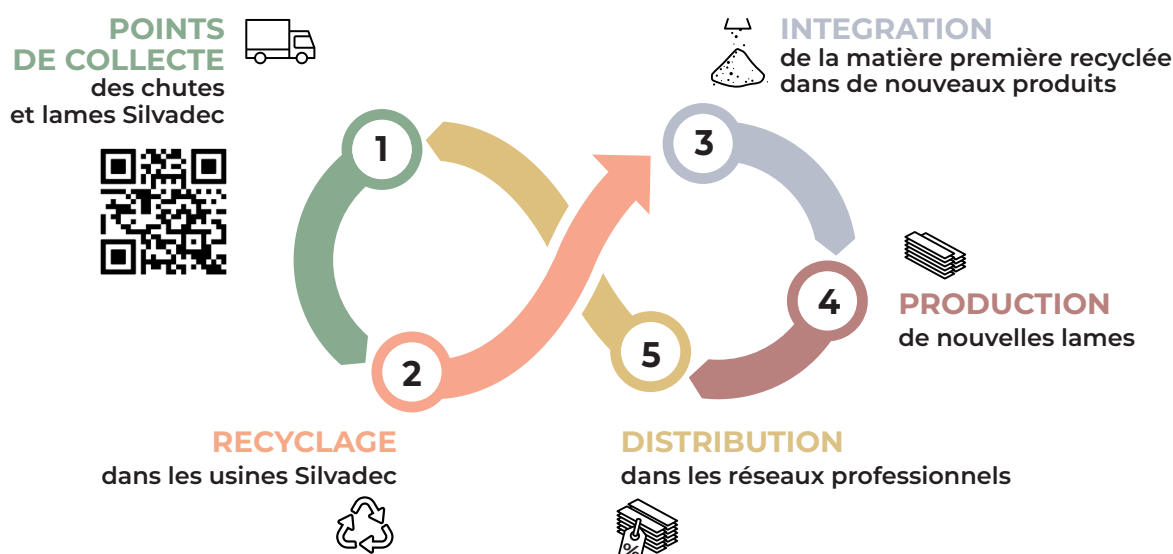 POINTS
DE COLLECTE
des chutes
et lames Silvadec
1
2
RECYCLAGE
dans les usines Silvadec
INTEGRATION
de la matière première recyclée
dans de nouveaux produits
3
4
PRODUCTION
de nouvelles lames
5
DISTRIBUTION
dans les réseaux professionnels
%